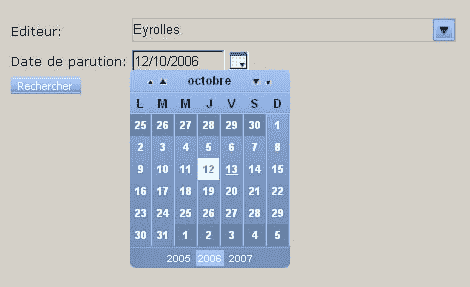 Editeur: Eyrolles
Date de parution: 12/10/2006
Rechercher
octobre
L M M J V S D
25 26 27 28 29 30 1
2 3 4 5 6 7 8
9 10 11 12 13 14 15
16 17 18 19 20 21 22
23 24 25 26 27 28 29
30 31 1 2 3 4 5
2005 2006 2007